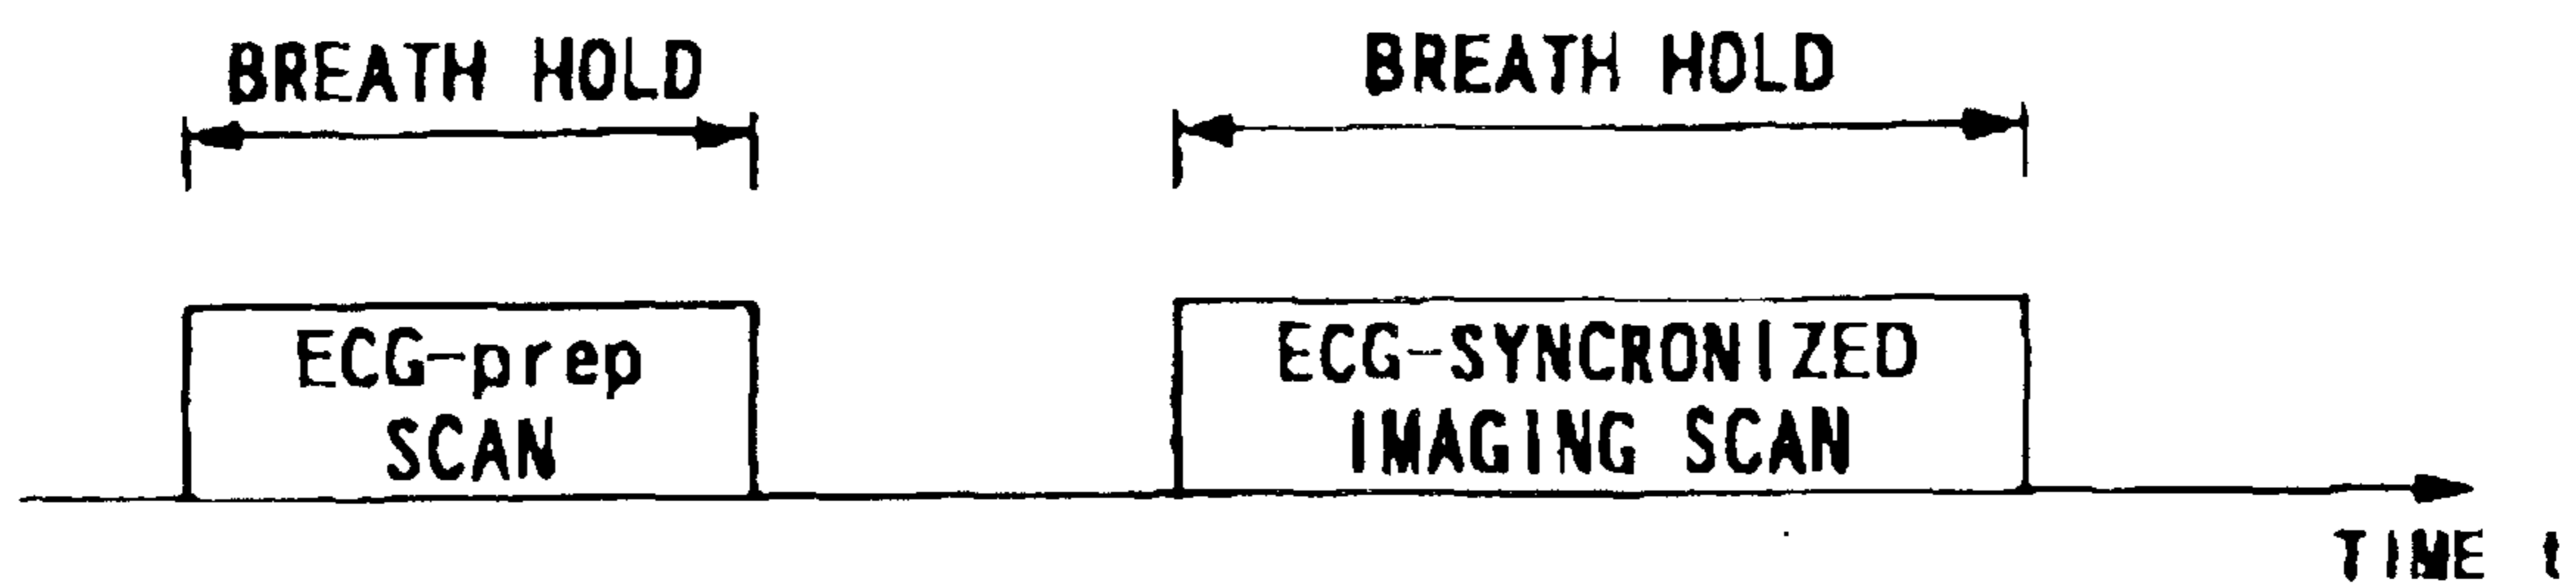 BREATH HOLD
BREATH HOLD
ECG-prep
SCAN
ECG-SYNCRONIZED
IMAGING SCAN
TIME t